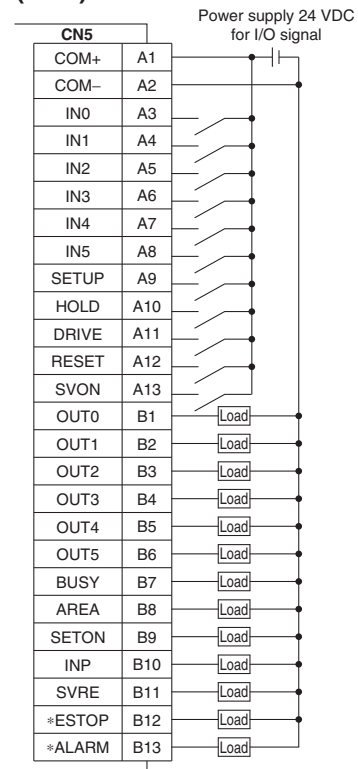 Power supply 24 VDC
for I/O signal
CN5
COM+ A1
COM− A2
IN0 A3
IN1 A4
IN2 A5
IN3 A6
IN4 A7
IN5 A8
SETUP A9
HOLD A10
DRIVE A11
RESET A12
SVON A13
OUT0 B1 Load
OUT1 B2 Load
OUT2 B3 Load
OUT3 B4 Load
OUT4 B5 Load
OUT5 B6 Load
BUSY B7 Load
AREA B8 Load
SETON B9 Load
INP B10 Load
SVRE B11 Load
*ESTOP B12 Load
*ALARM B13 Load